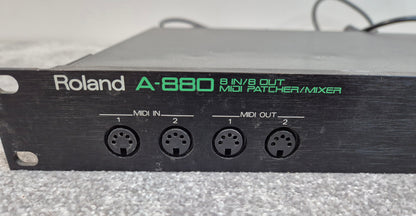 Roland A-880 8 IN/8 OUT
MIDI PATCHER/MIXER
MIDI IN MIDI OUT
1 2 1 2